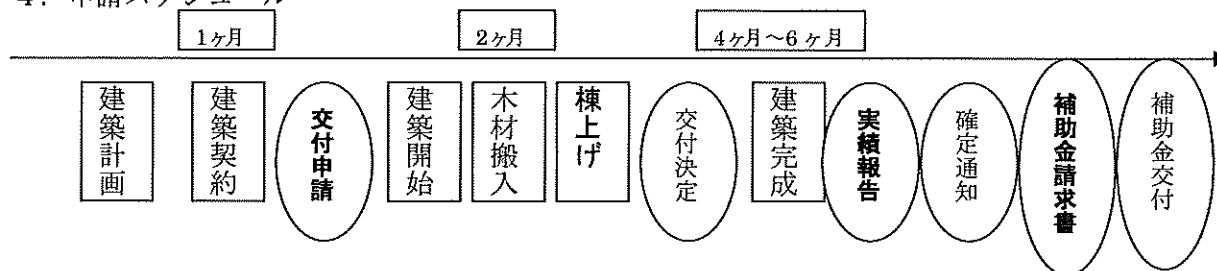 4. 申請スケジュール
1ヶ月
2ヶ月
4ヶ月~6ヶ月
建築計画
建築契約
交付申請
建築開始
木材搬入
棟上げ
交付決定
建築完成
実績報告
確定通知
補助金請求書
補助金交付